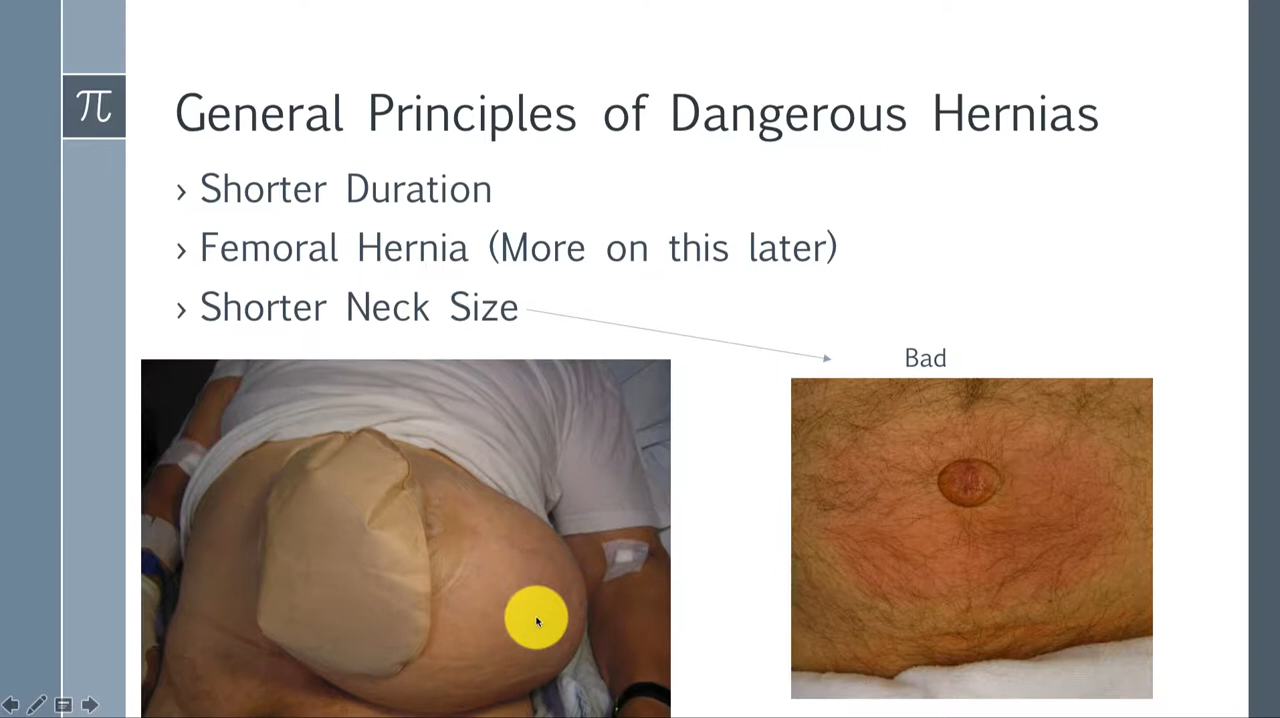 π
General Principles of Dangerous Hernias
› Shorter Duration
› Femoral Hernia (More on this later)
› Shorter Neck Size
Bad